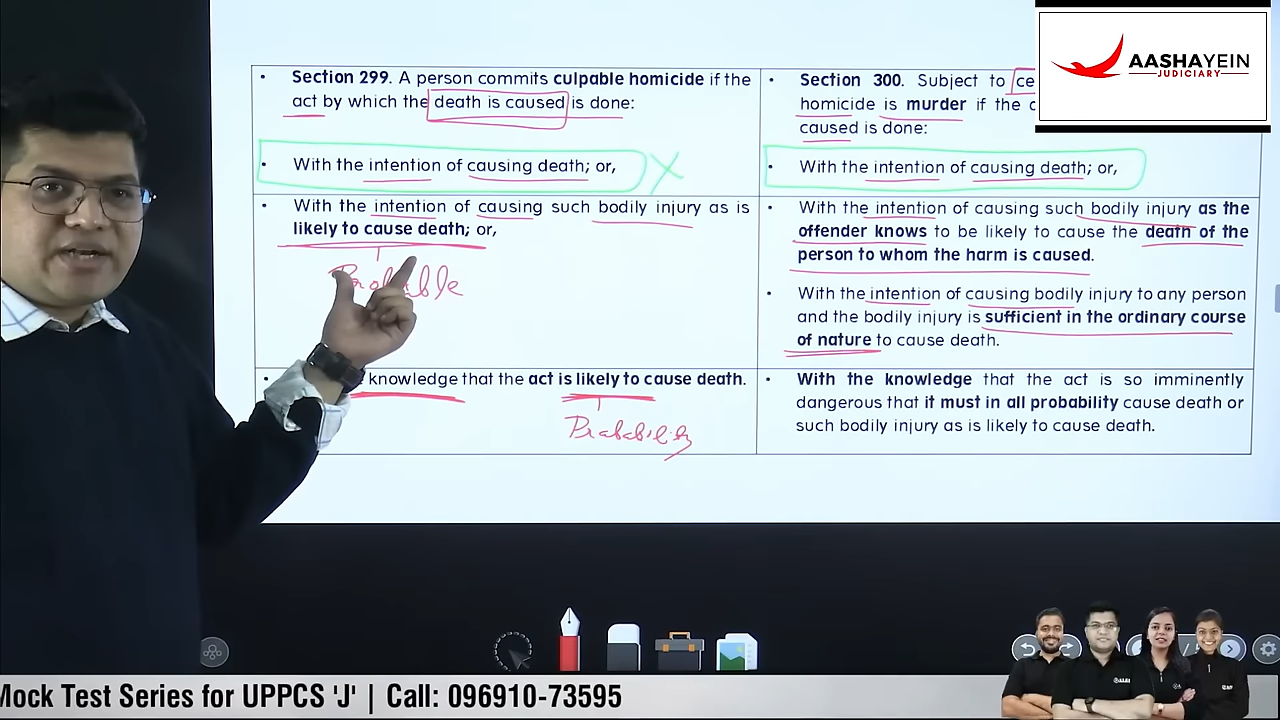 AASHAYEIN
JUDICIARY
• Section 299. A person commits culpable homicide if the
act by which the death is caused is done:
• With the intention of causing death; or,
X
• With the intention of causing such bodily injury as is
likely to cause death; or,
Probable
• knowledge that the act is likely to cause death.
Probability
• Section 300. Subject to ce
homicide is murder if the
caused is done:
• With the intention of causing death; or,
• With the intention of causing such bodily injury as the
offender knows to be likely to cause the death of the
person to whom the harm is caused.
• With the intention of causing bodily injury to any person
and the bodily injury is sufficient in the ordinary course
of nature to cause death.
• With the knowledge that the act is so imminently
dangerous that it must in all probability cause death or
such bodily injury as is likely to cause death.
Mock Test Series for UPPCS 'J' | Call: 096910-73595